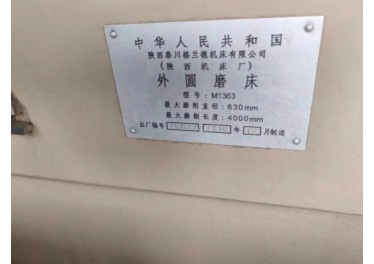 中华人民共和国
陕西秦川格兰德机床有限公司
(陕西机床厂)
外圆磨床
型号:M1363
最大磨削直径:630mm
最大磨削长度:4000mm
出厂编号 年 月制造